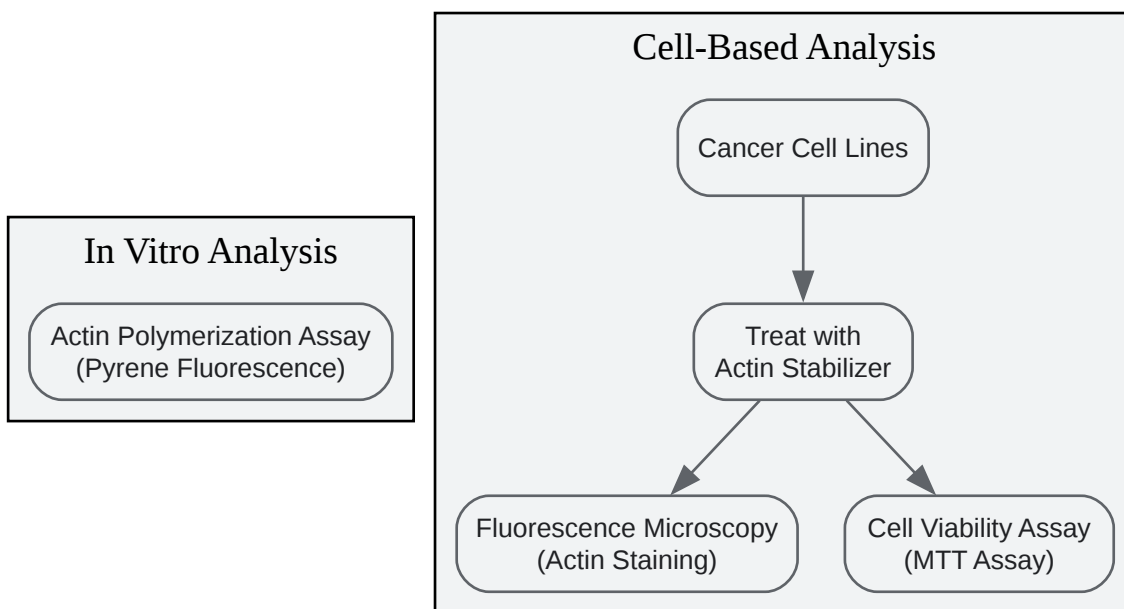 In Vitro Analysis
Actin Polymerization Assay
(Pyrene Fluorescence)
Cell-Based Analysis
Cancer Cell Lines
Treat with
Actin Stabilizer
Fluorescence Microscopy
(Actin Staining)
Cell Viability Assay
(MTT Assay)